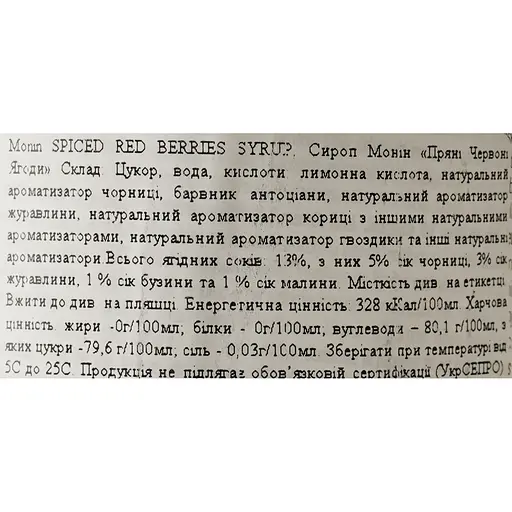 Monin SPICED RED BERRIES SYRUP. Сироп Монін «Пряні Червоні
Ягоди» Склад: Цукор, вода, кислоти лимонна кислота, натуральний
ароматизатор чорниці, барвник антоціани, натуральний ароматизатор
журавлини, натуральний ароматизатор кориці з іншими натуральними
ароматизаторами, натуральний ароматизатор гвоздики та інші натуральні
ароматизатори.Всього ягідних соків: 13%, з них 5% сік чорниці, 3% сік
журавлини, 1 % сік бузини та 1 % сік малини. Місткість див. на етикетці
Вжити до див. на пляшці. Енергетична цінність: 328 кКал/100мл. Харчова
цінність: жири -0г/100мл; білки - 0г/100мл; вуглеводи – 80,1 г/100мл, з
яких цукри -79,6 г/100мл; сіль - 0,03г/100мл. Зберігати при температурі від
5С до 25С. Продукція не підлягає обов’язковій сертифікації (УкрСЕПРО)